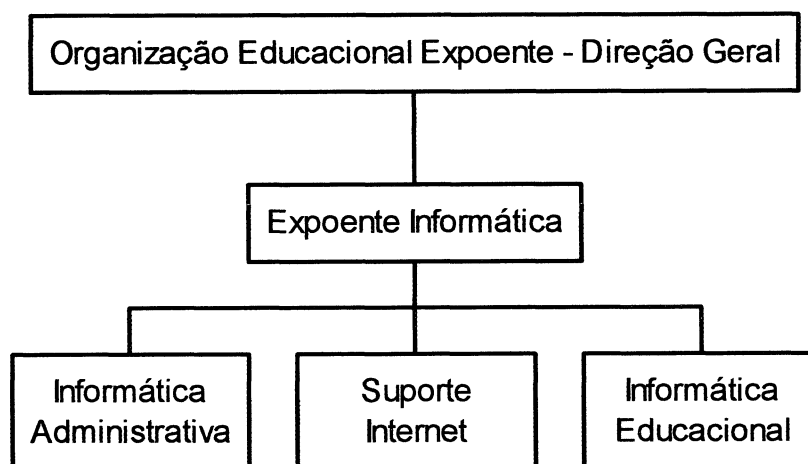 Organização Educacional Expoente - Direção Geral
Expoente Informática
Informática
Administrativa
Suporte
Internet
Informática
Educacional